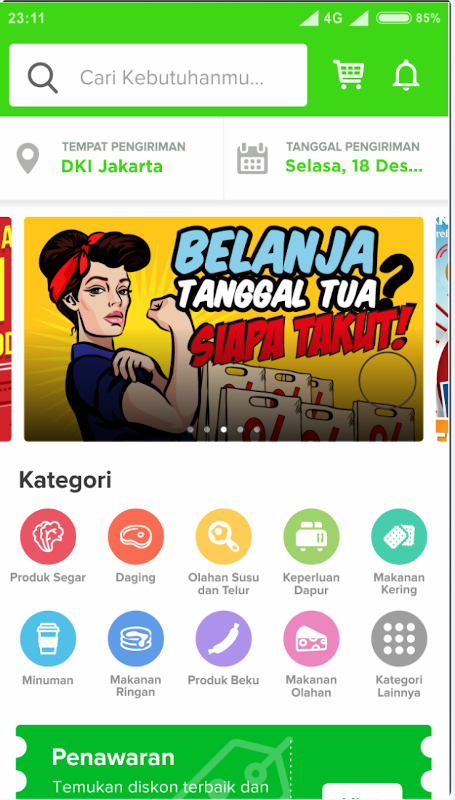 23:11
4G
85%
Cari Kebutuhanmu...
TEMPAT PENGIRIMAN
DKI Jakarta
TANGGAL PENGIRIMAN
Selasa, 18 Des...
BELANJA
TANGGAL TUA?
SIAPA TAKUT!
Kategori
Produk Segar
Daging
Olahan Susu
dan Telur
Keperluan
Dapur
Makanan
Kering
Minuman
Makanan
Ringan
Produk Beku
Makanan
Olahan
Kategori
Lainnya
Penawaran
Temukan diskon terbaik dan